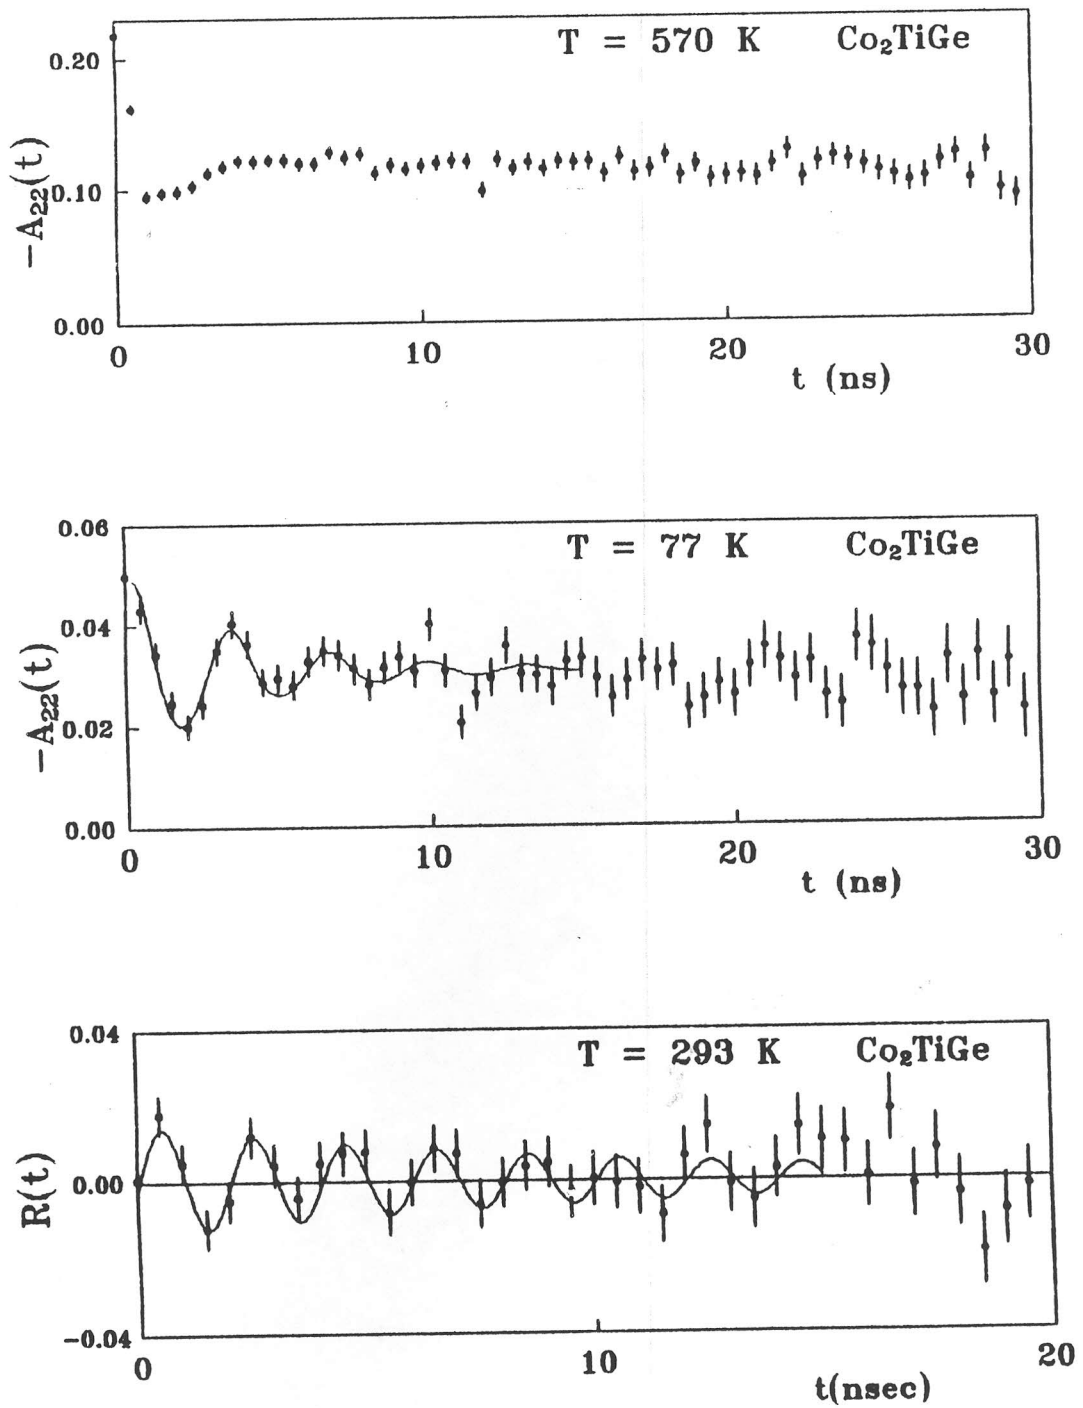 T = 570 K Co₂TiGe
0.20
0.10
0.00
−A₂₂(t)
0 10 20 30
t (ns)
0.06
T = 77 K Co₂TiGe
0.04
0.02
0.00
−A₂₂(t)
0 10 20 30
t (ns)
0.04
T = 293 K Co₂TiGe
0.00
-0.04
R(t)
0 10 20
t(nsec)